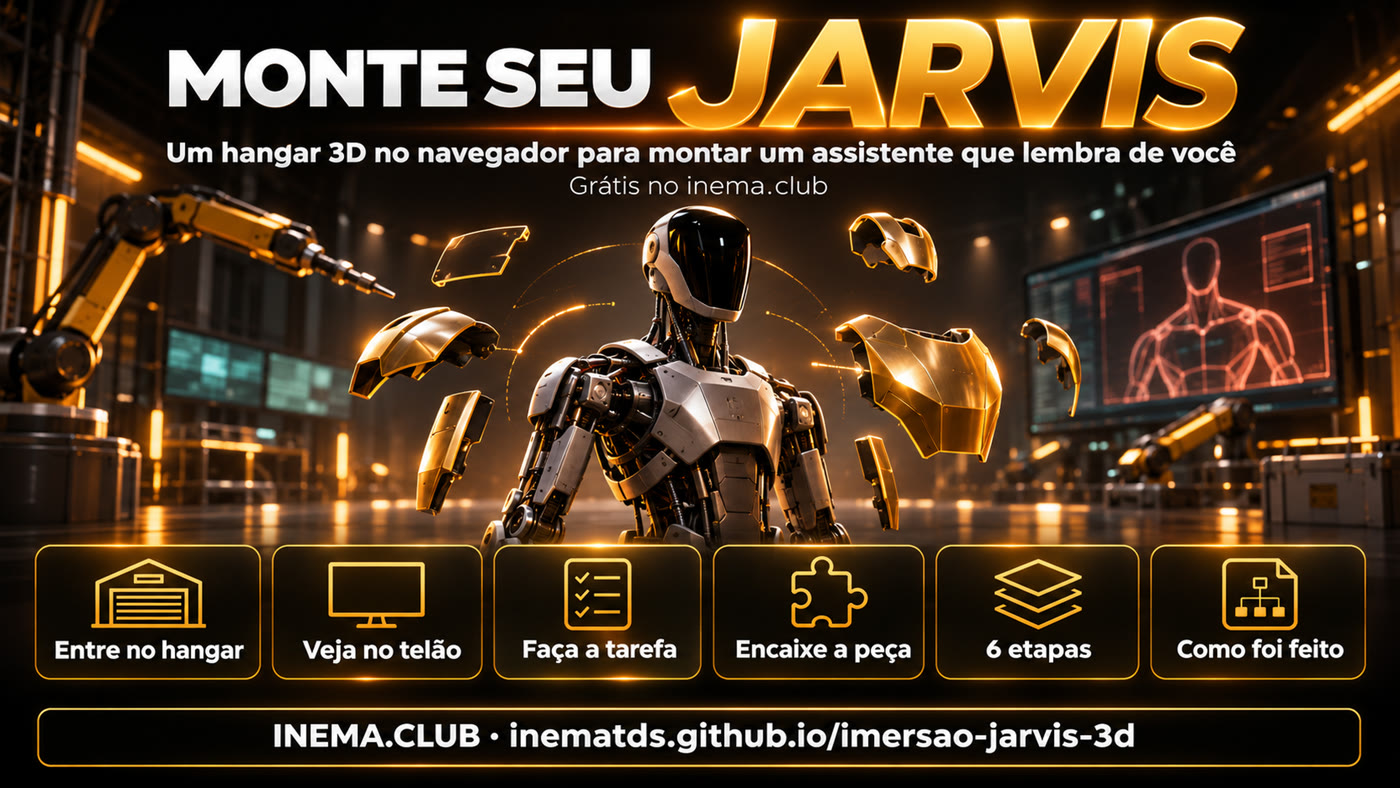 MONTE SEU JARVIS
Um hangar 3D no navegador para montar um assistente que lembra de você
Grátis no inema.club
Entre no hangar
Veja no telão
Faça a tarefa
Encaixe a peça
6 etapas
Como foi feito
INEMA.CLUB • inematds.github.io/imersao-jarvis-3d